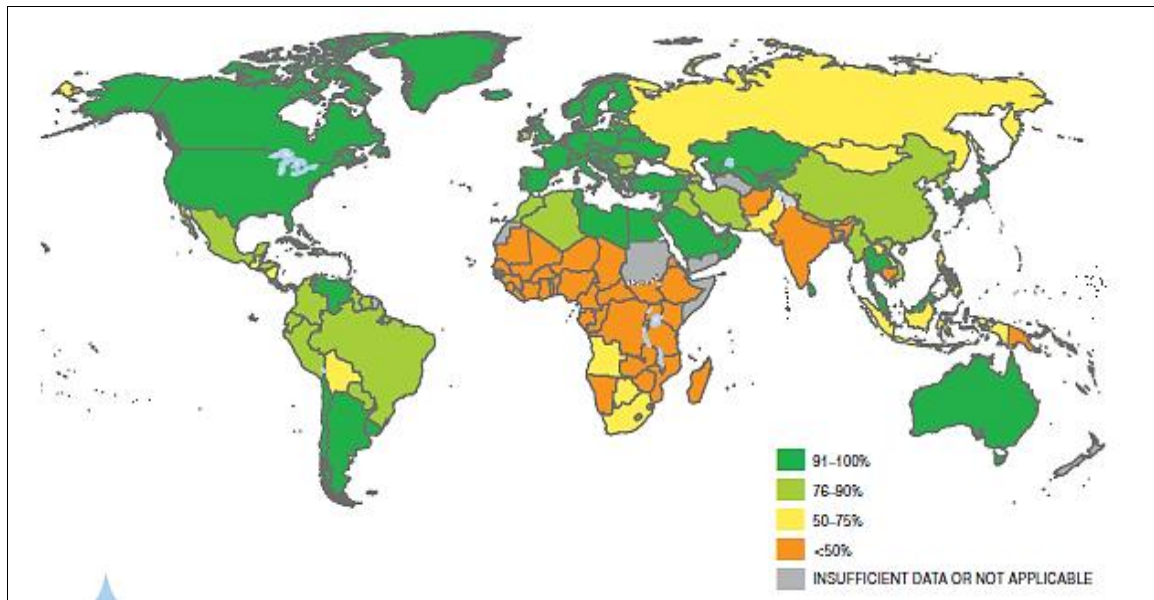 91–100%
76–90%
50–75%
<50%
INSUFFICIENT DATA OR NOT APPLICABLE